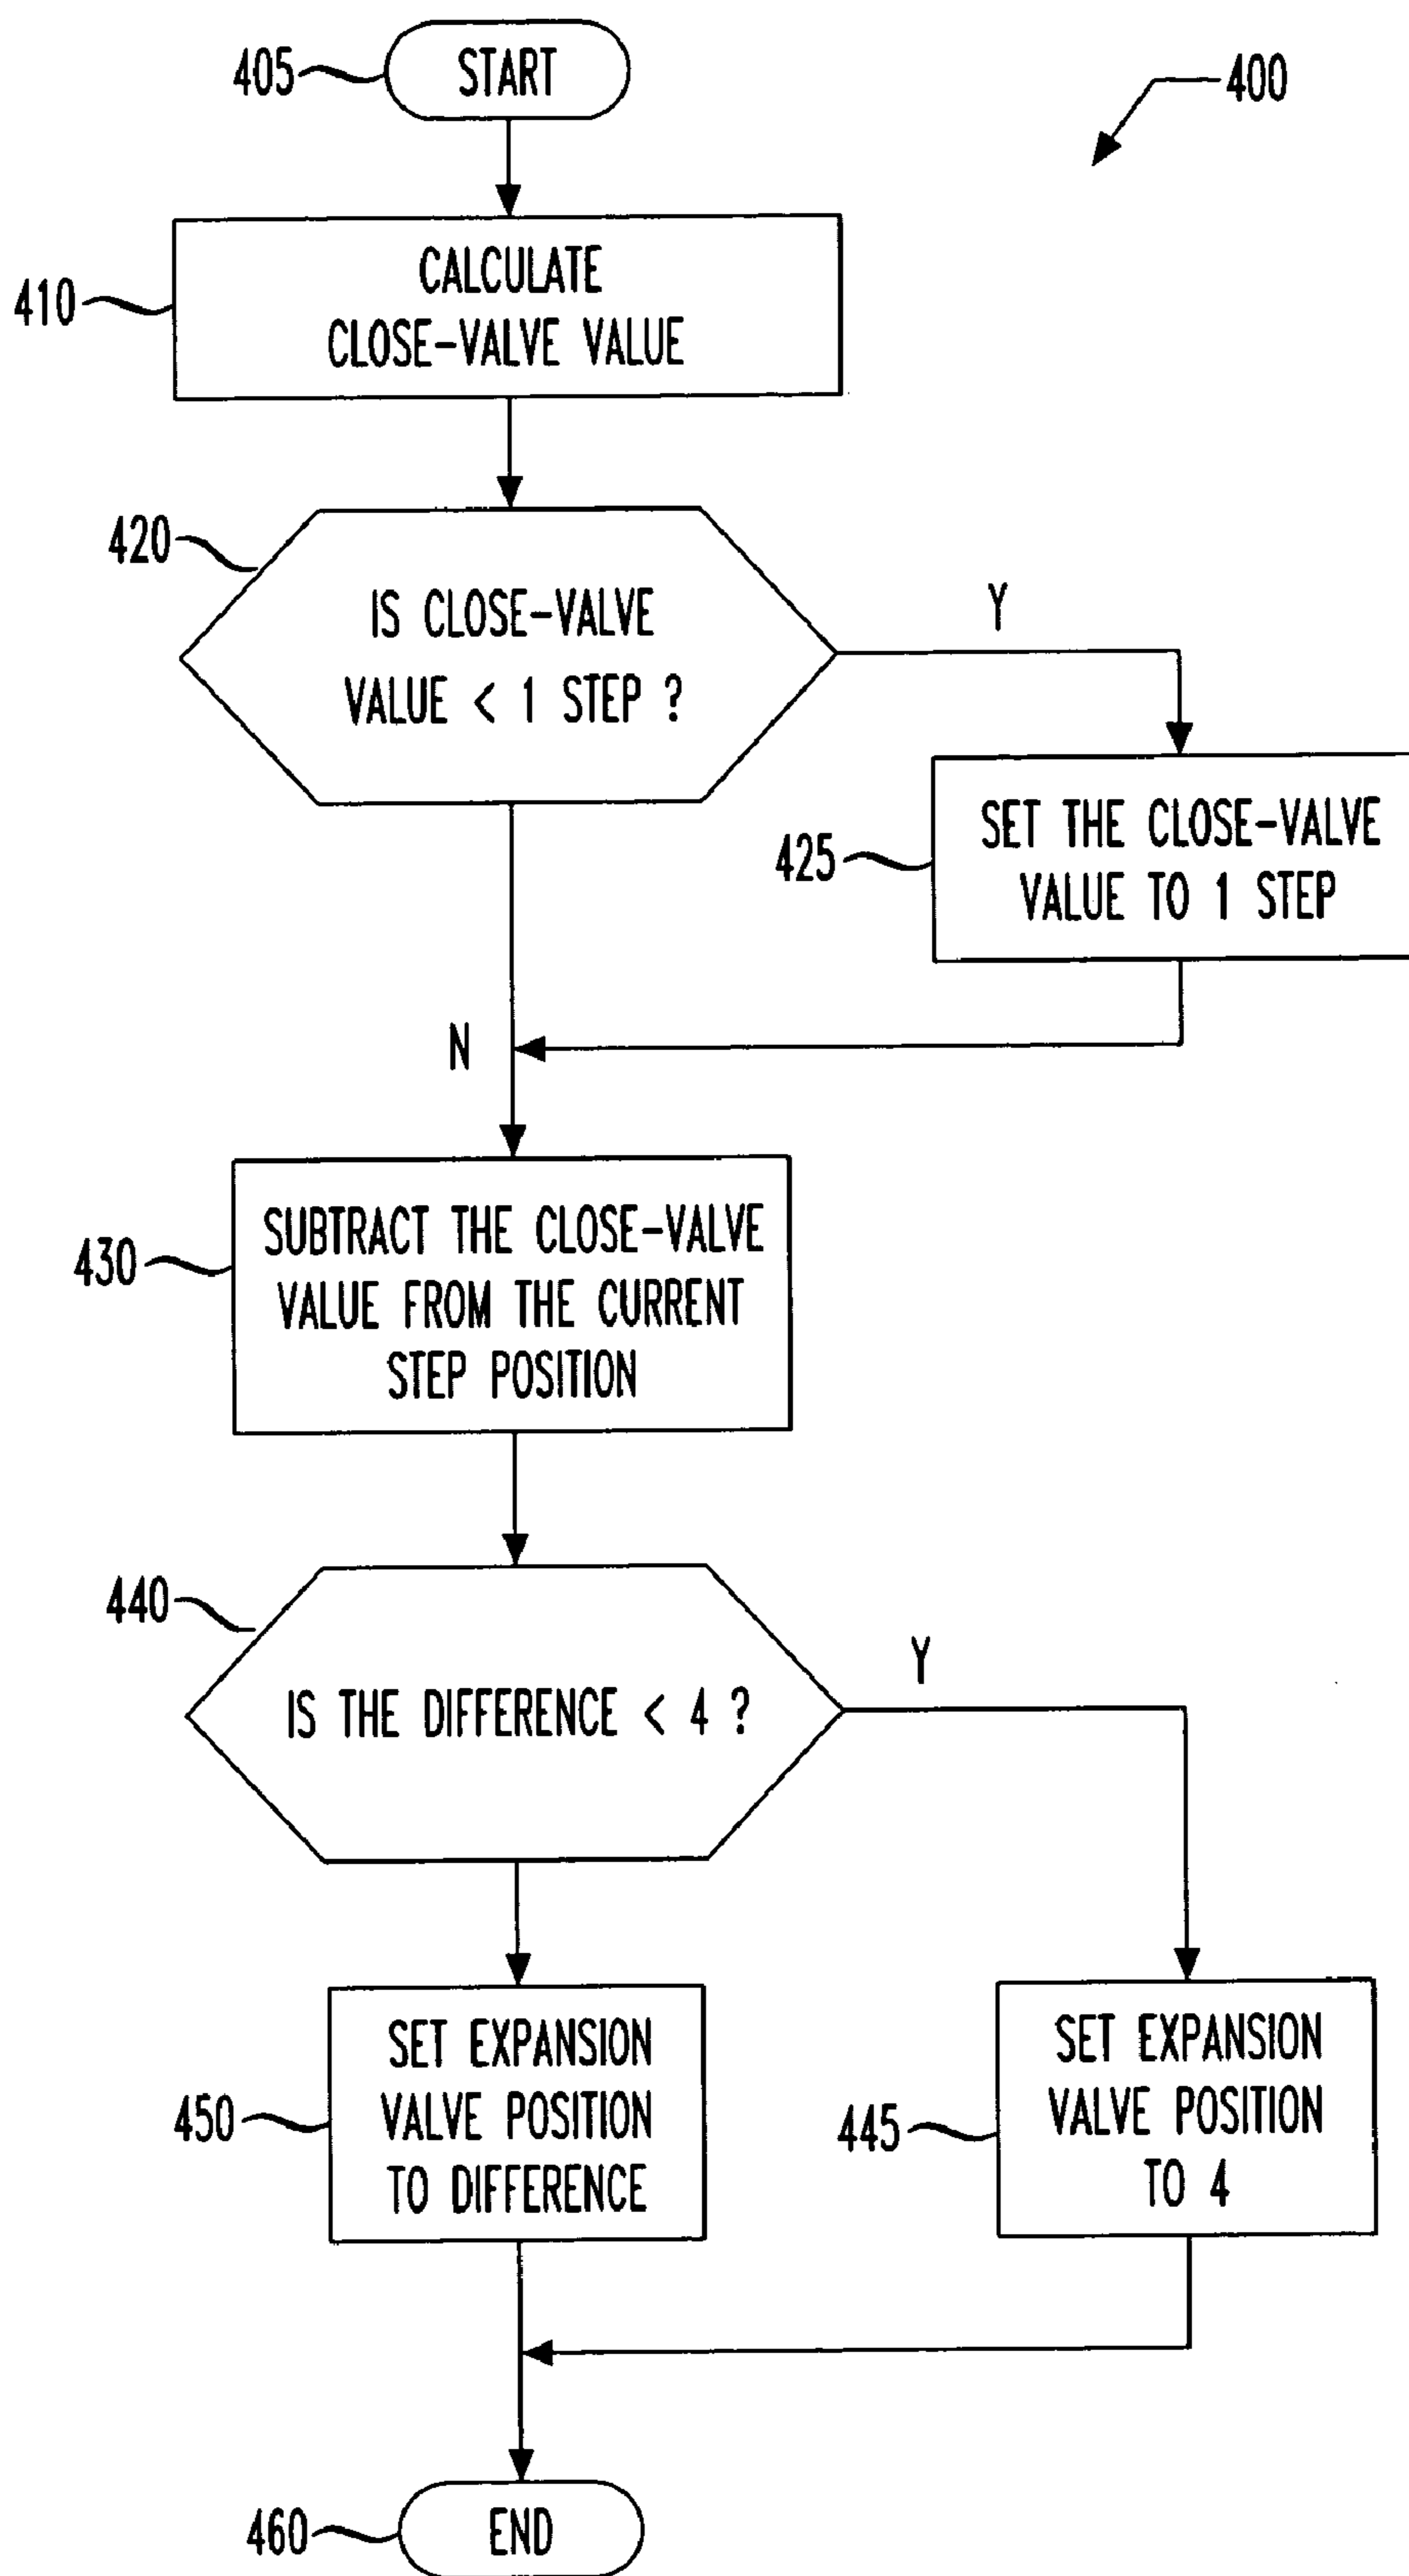 405
START
400
410
CALCULATE
CLOSE-VALVE VALUE
420
IS CLOSE-VALVE
VALUE < 1 STEP ?
Y
425
SET THE CLOSE-VALVE
VALUE TO 1 STEP
N
430
SUBTRACT THE CLOSE-VALVE
VALUE FROM THE CURRENT
STEP POSITION
440
IS THE DIFFERENCE < 4 ?
Y
450
SET EXPANSION
VALVE POSITION
TO DIFFERENCE
445
SET EXPANSION
VALVE POSITION
TO 4
460
END